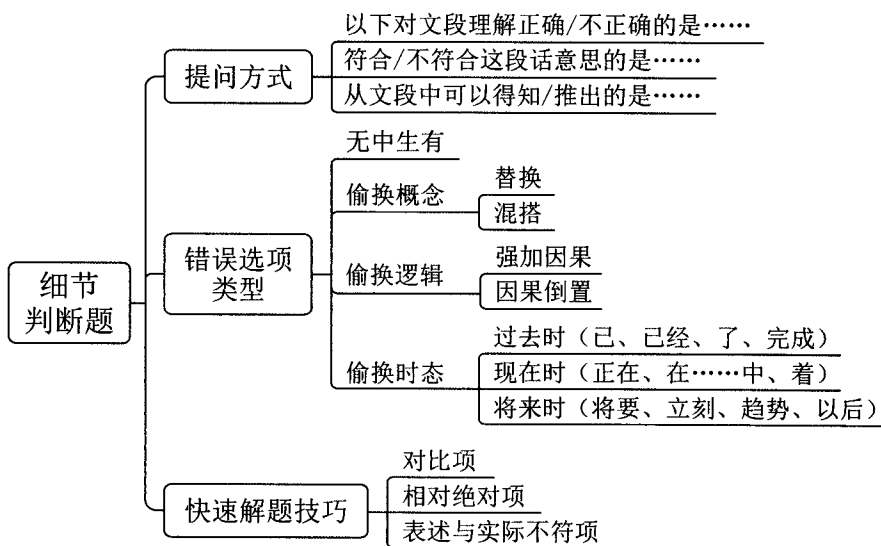 以下对文段理解正确/不正确的是……
提问方式
符合/不符合这段话意思的是……
从文段中可以得知/推出的是……
无中生有
偷换概念
替换
混搭
细节
判断题
错误选项
类型
偷换逻辑
强加因果
因果倒置
偷换时态
过去时（已、已经、了、完成）
现在时（正在、在……中、着）
将来时（将要、立刻、趋势、以后）
快速解题技巧
对比项
相对绝对项
表述与实际不符项